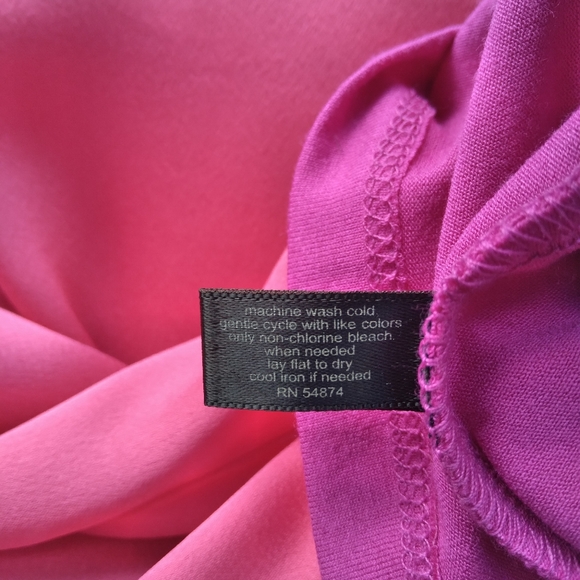 machine wash cold
gentle cycle with like colors
only non-chlorine bleach.
when needed
lay flat to dry
cool iron if needed
RN 54874